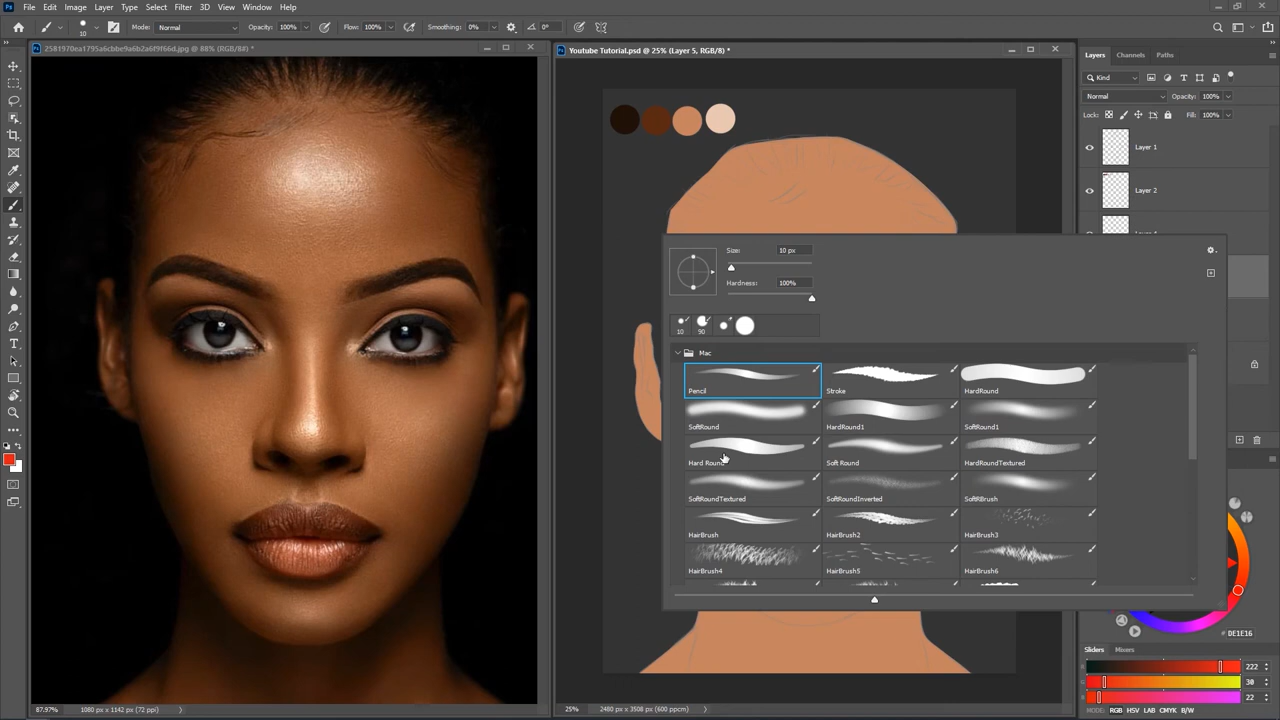 File Edit Image Layer Type Select Filter 3D View Window Help
Mode: Normal Opacity: 100% Flow: 100% Smoothing: 0% 0°
10
2581970ea1795a6cbbe9a6b2a6f9f66d.jpg @ 88% (RGB/8#) *
Youtube Tutorial.psd @ 25% (Layer 5, RGB/8) *
Layers Channels Paths
Kind
Normal Opacity: 100%
Lock: Fill: 100%
Layer 1
Layer 2
Size: 10 px
Hardness: 100%
10 90
Mac
Pencil Stroke HardRound
SoftRound HardRound1 SoftRound1
Hard Round Soft Round HardRoundTextured
SoftRoundTextured SoftRoundInverted SoftRBrush
HairBrush HairBrush2 HairBrush3
HairBrush4 HairBrush5 HairBrush6
# DE1E16
Sliders Mixers
222
30
22
MODE: RGB HSV LAB CMYK B/W
87.97% 1080 px x 1142 px (72 ppi)
25% 2480 px x 3508 px (600 ppcm)